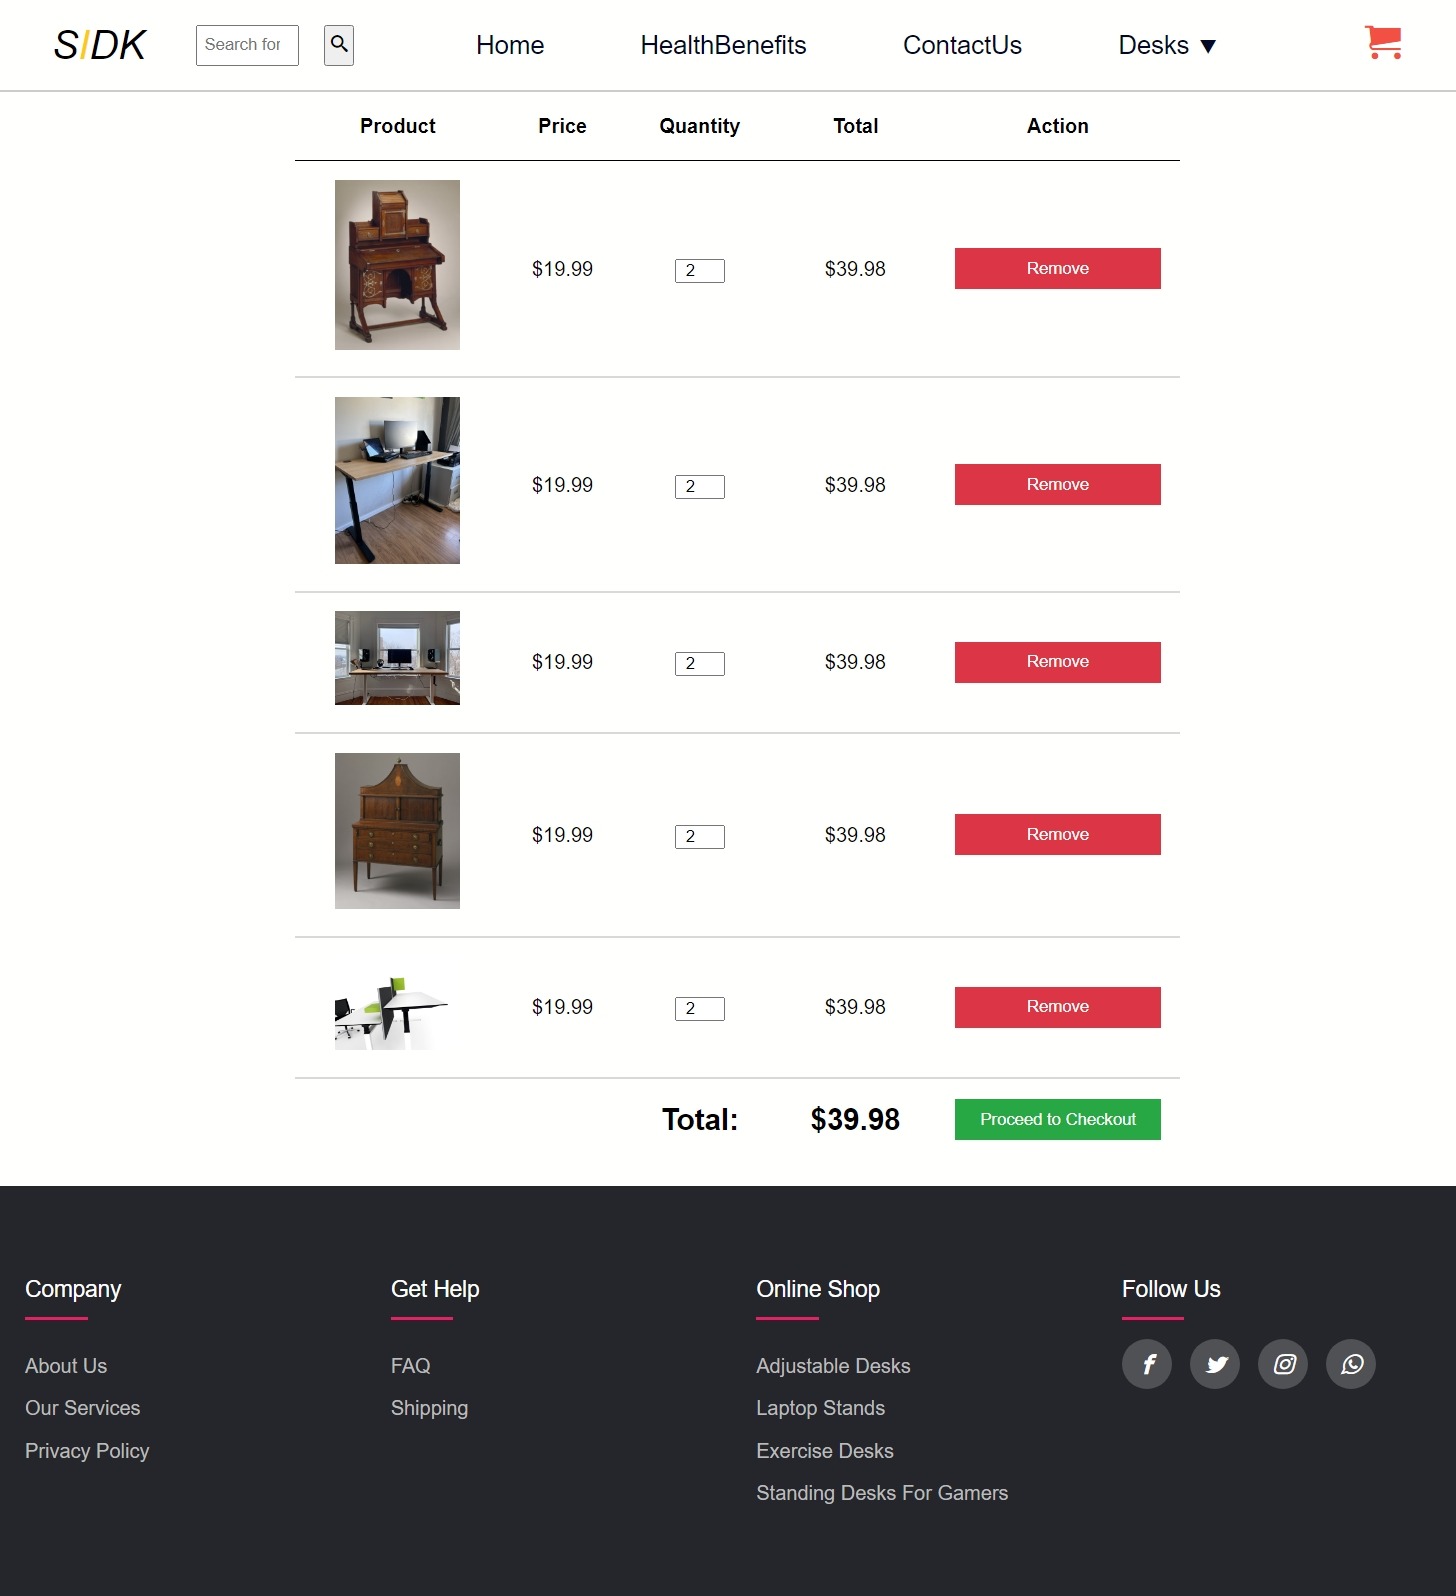 SIDK Search for Home HealthBenefits ContactUs Desks ▼
Product Price Quantity Total Action
$19.99 2 $39.98 Remove
$19.99 2 $39.98 Remove
$19.99 2 $39.98 Remove
$19.99 2 $39.98 Remove
$19.99 2 $39.98 Remove
Total: $39.98 Proceed to Checkout
Company Get Help Online Shop Follow Us
About Us FAQ Adjustable Desks
Our Services Shipping Laptop Stands
Privacy Policy Exercise Desks
Standing Desks For Gamers